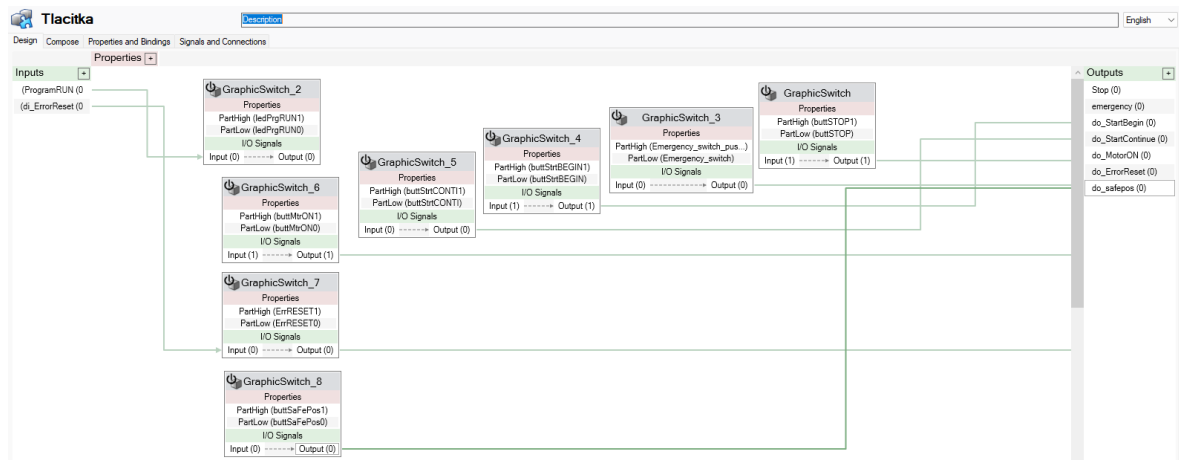 Tlacitka
Description
English
Design Compose Properties and Bindings Signals and Connections
Properties +
Inputs +
(ProgramRUN (0
(di_ErrorReset (0
GraphicSwitch_2
Properties
PartHigh (ledPrgRUN1)
PartLow (ledPrgRUN0)
I/O Signals
Input (0) Output (0)
GraphicSwitch_6
Properties
PartHigh (buttMtrON1)
PartLow (buttMtrON0)
I/O Signals
Input (1) Output (1)
GraphicSwitch_7
Properties
PartHigh (ErrRESET1)
PartLow (ErrRESET0)
I/O Signals
Input (0) Output (0)
GraphicSwitch_8
Properties
PartHigh (buttSaFePos1)
PartLow (buttSaFePos0)
I/O Signals
Input (0) Output (0)
GraphicSwitch_5
Properties
PartHigh (buttStrtCONTI1)
PartLow (buttStrtCONTI)
I/O Signals
Input (0) Output (0)
GraphicSwitch_4
Properties
PartHigh (buttStrtBEGIN1)
PartLow (buttStrtBEGIN)
I/O Signals
Input (1) Output (1)
GraphicSwitch_3
Properties
PartHigh (Emergency_switch_pus...)
PartLow (Emergency_switch)
I/O Signals
Input (0) Output (0)
GraphicSwitch
Properties
PartHigh (buttSTOP1)
PartLow (buttSTOP)
I/O Signals
Input (1) Output (1)
Outputs +
Stop (0)
emergency (0)
do_StartBegin (0)
do_StartContinue (0)
do_MotorON (0)
do_ErrorReset (0)
do_safepos (0)